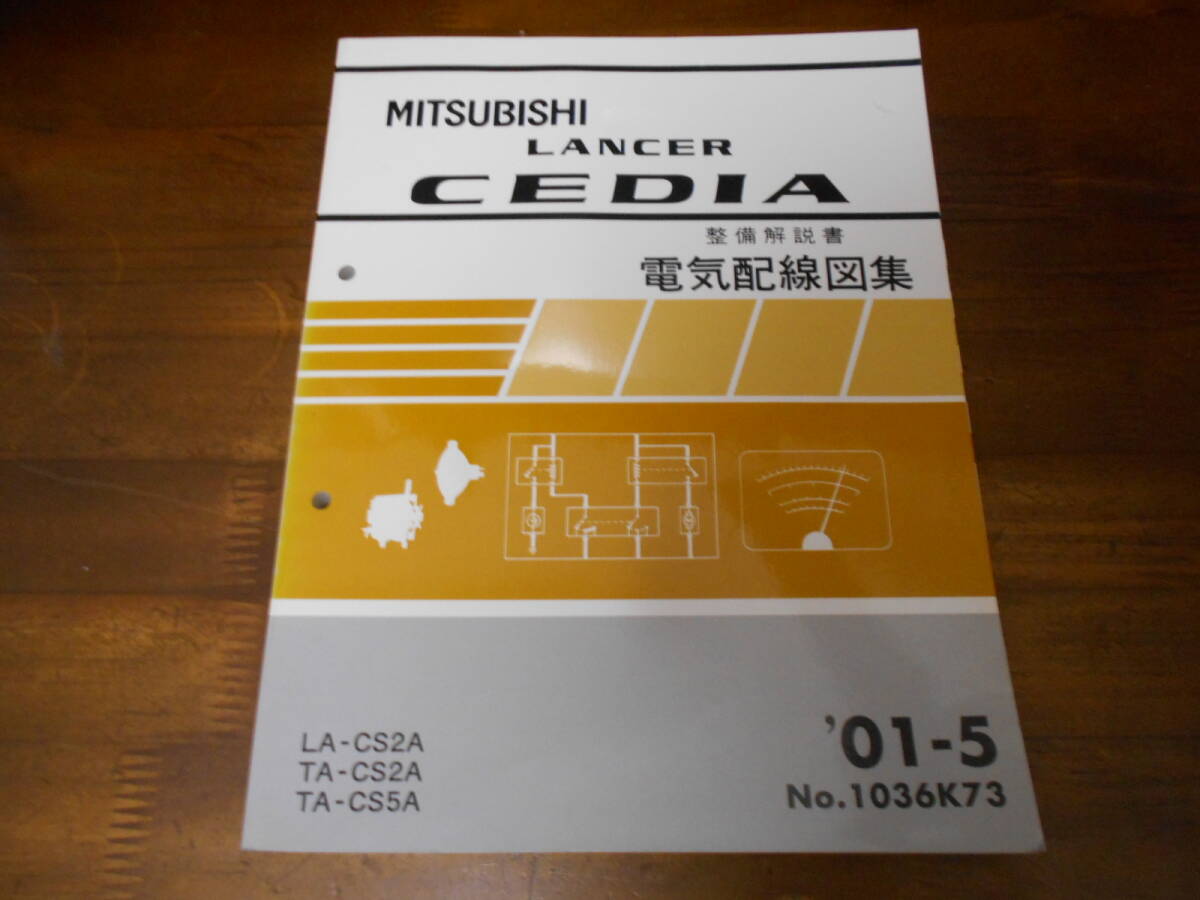 MITSUBISHI
LANCER
CEDIA
整備解説書
電気配線図集
LA-CS2A
TA-CS2A
TA-CS5A
'01-5
No.1036K73